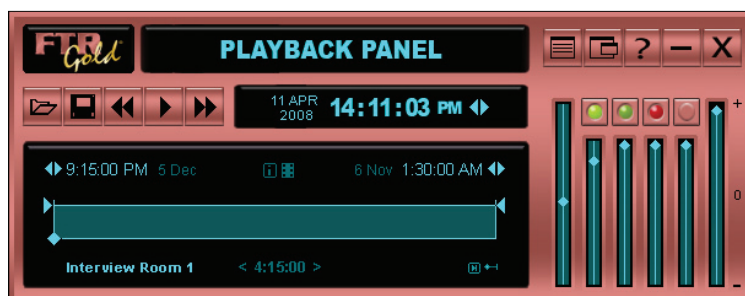 FTR Gold
PLAYBACK PANEL
? – X
11 APR 2008 14:11:03 PM
9:15:00 PM 5 Dec
6 Nov 1:30:00 AM
Interview Room 1 < 4:15:00 >
+
0
-